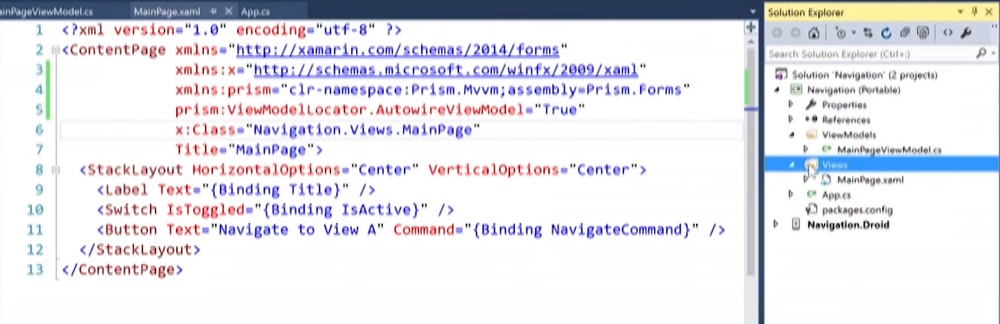 ainPageViewModel.cs MainPage.xaml App.cs
1 <?xml version="1.0" encoding="utf-8" ?>
2 <ContentPage xmlns="http://xamarin.com/schemas/2014/forms"
3 xmlns:x="http://schemas.microsoft.com/winfx/2009/xaml"
4 xmlns:prism="clr-namespace:Prism.Mvvm;assembly=Prism.Forms"
5 prism:ViewModelLocator.AutowireViewModel="True"
6 x:Class="Navigation.Views.MainPage"
7 Title="MainPage">
8 <StackLayout HorizontalOptions="Center" VerticalOptions="Center">
9 <Label Text="{Binding Title}" />
10 <Switch IsToggled="{Binding IsActive}" />
11 <Button Text="Navigate to View A" Command="{Binding NavigateCommand}" />
12 </StackLayout>
13 </ContentPage>
Solution Explorer
Search Solution Explorer (Ctrl+;)
Solution 'Navigation' (2 projects)
Navigation (Portable)
Properties
References
ViewModels
MainPageViewModel.cs
Views
MainPage.xaml
App.cs
packages.config
Navigation.Droid